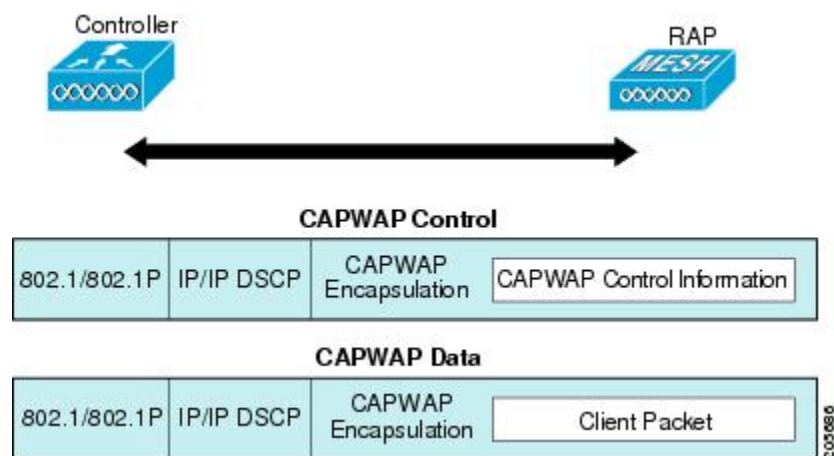 Controller
RAP
MESH
CAPWAP Control
802.1/802.1P IP/IP DSCP CAPWAP Encapsulation CAPWAP Control Information
CAPWAP Data
802.1/802.1P IP/IP DSCP CAPWAP Encapsulation Client Packet